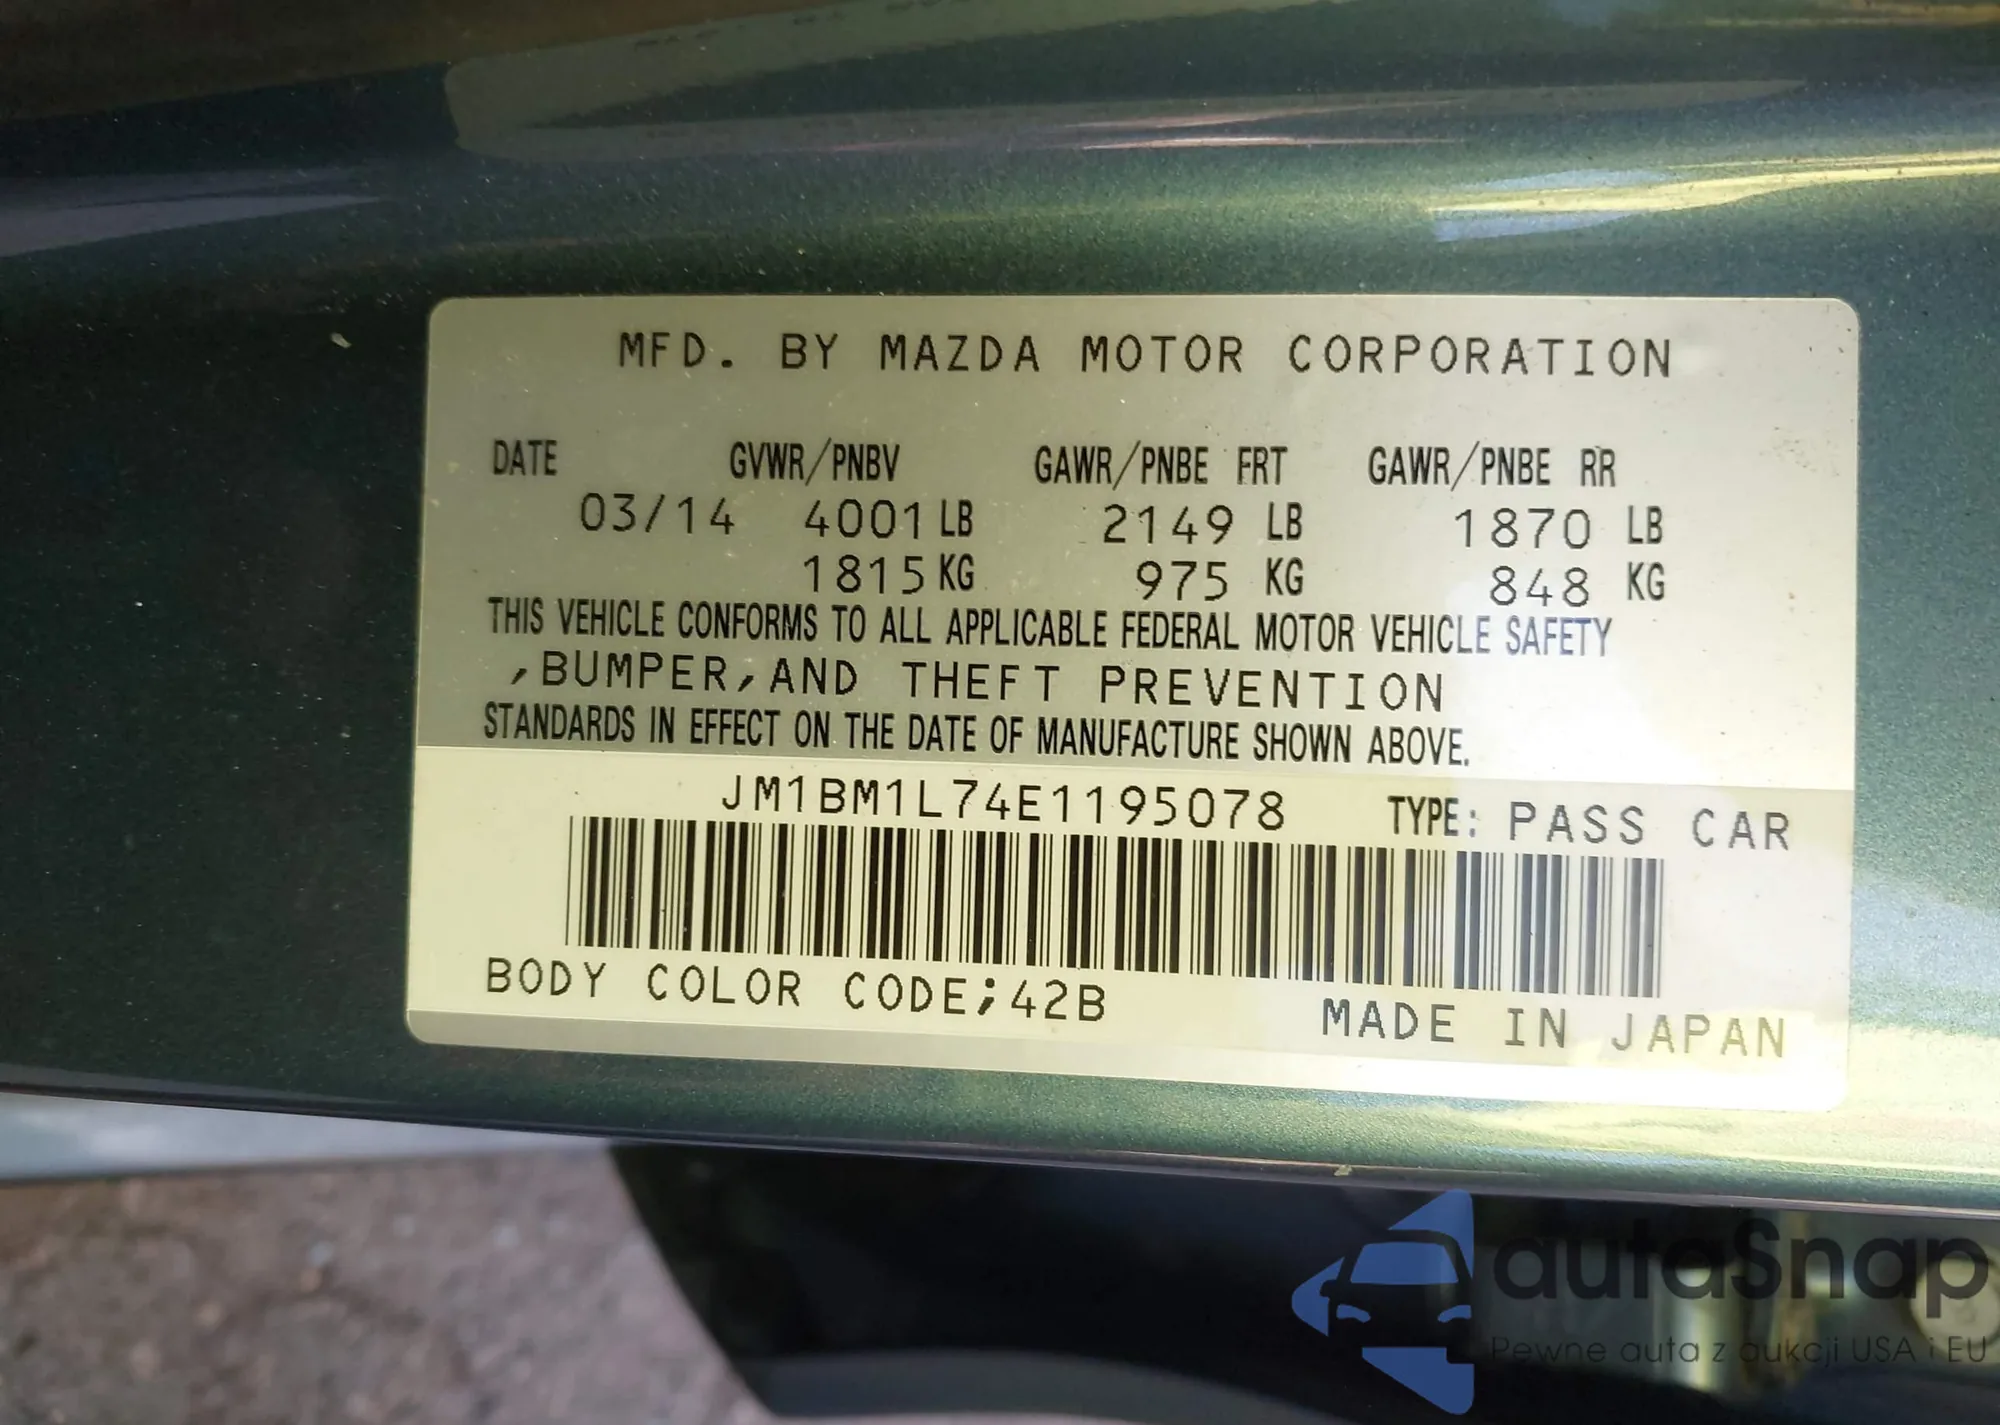 MFD. BY MAZDA MOTOR CORPORATION
DATE GVWR/PNBV GAWR/PNBE FRT GAWR/PNBE RR
03/14 4001 LB 2149 LB 1870 LB
1815 KG 975 KG 848 KG
THIS VEHICLE CONFORMS TO ALL APPLICABLE FEDERAL MOTOR VEHICLE SAFETY
,BUMPER,AND THEFT PREVENTION
STANDARDS IN EFFECT ON THE DATE OF MANUFACTURE SHOWN ABOVE.
JM1BM1L74E1195078 TYPE: PASS CAR
BODY COLOR CODE;42B
MADE IN JAPAN
autaSnap
Pewne auta z aukcji USA i EU